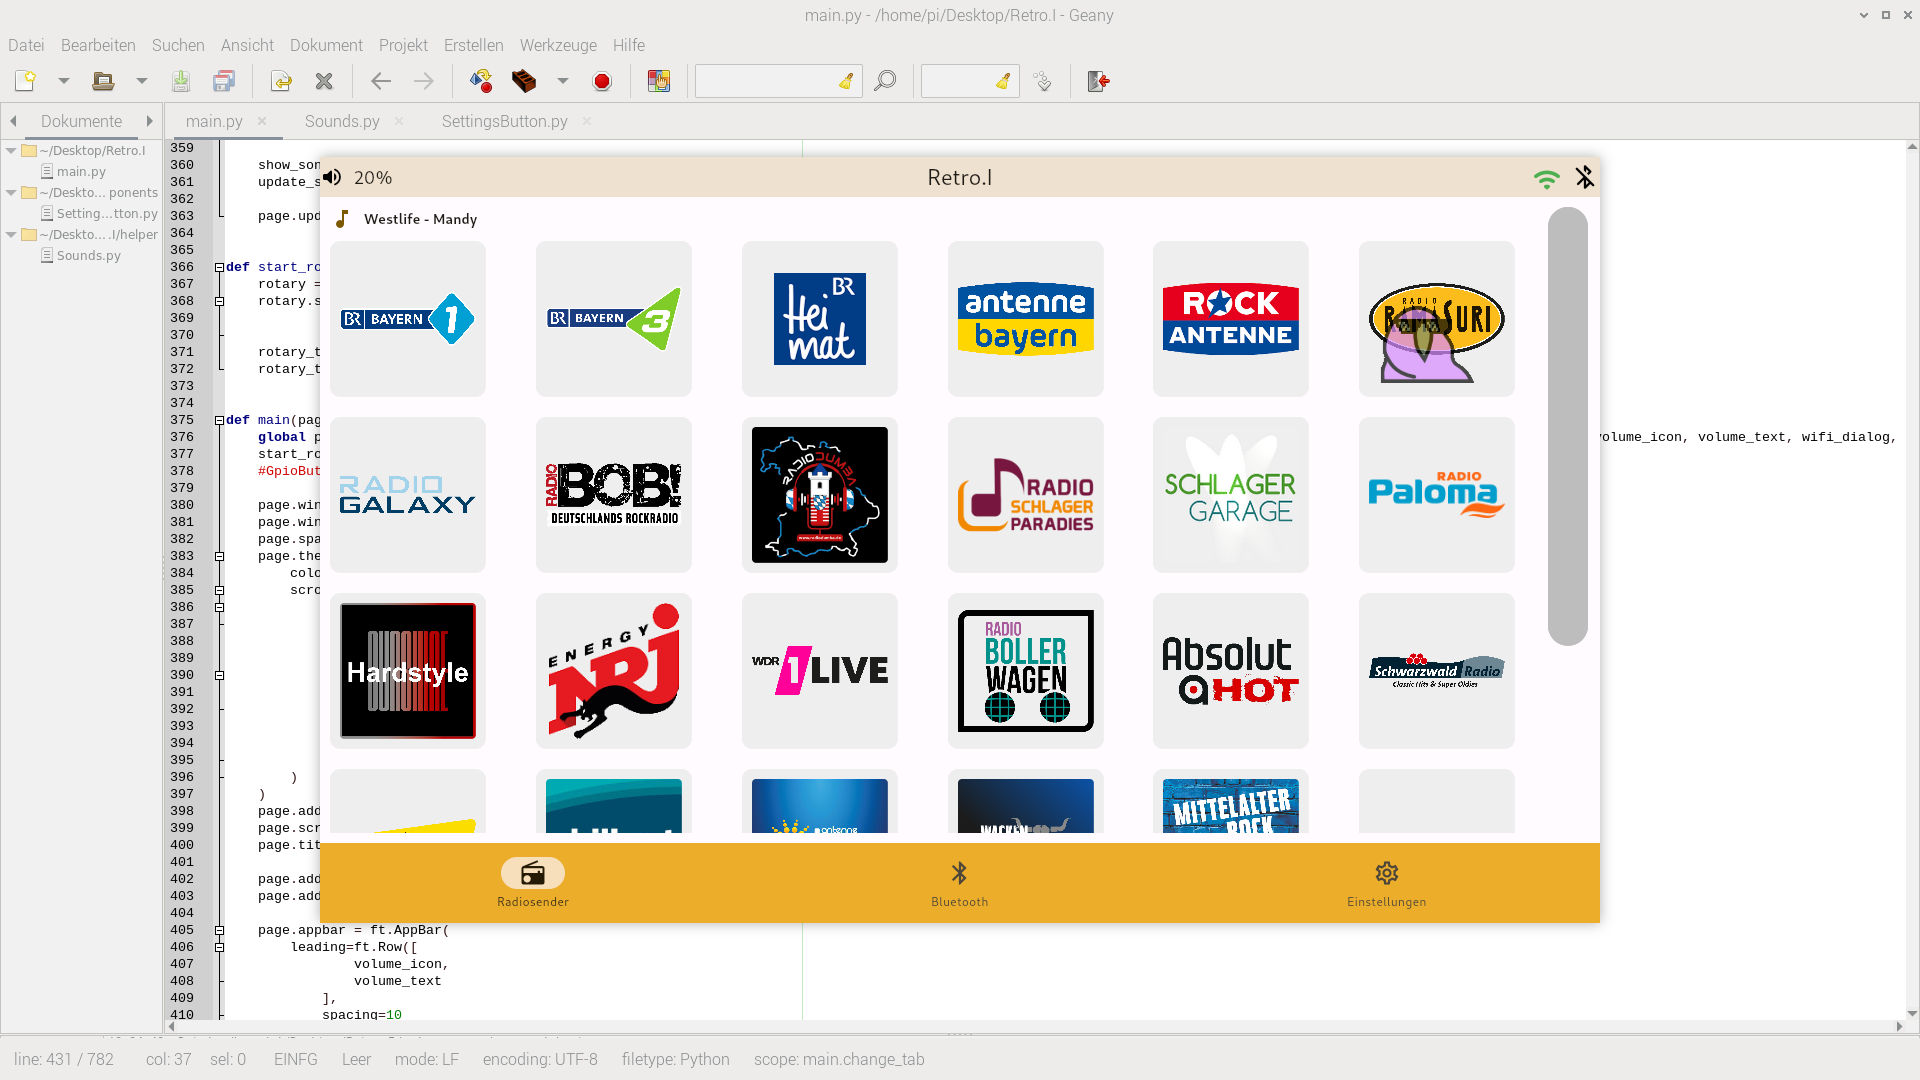 main.py - /home/pi/Desktop/Retro.I - Geany
Datei Bearbeiten Suchen Ansicht Dokument Projekt Erstellen Werkzeuge Hilfe
Dokumente
main.py
Sounds.py
SettingsButton.py
~/Desktop/Retro.I
main.py
~/Deskto... ponents
Setting...tton.py
~/Deskto... .I/helper
Sounds.py
359
360 show_son
361 update_s
362
363 page.upd
364
365
366 def start_ro
367 rotary =
368 rotary.s
369
370
371 rotary_t
372 rotary_t
373
374
375 def main(pag
376 global p
volume_icon, volume_text, wifi_dialog,
377 start_ro
378 #GpioBut
379
380 page.win
381 page.win
382 page.spa
383 page.the
384 colo
385 scro
386
387
388
389
390
391
392
393
394
395
396 )
397 )
398 page.add
399 page.scr
400 page.tit
401
402 page.add
403 page.add
404
405 page.appbar = ft.AppBar(
406 leading=ft.Row([
407 volume_icon,
408 volume_text
409 ],
410 spacing=10
20%
Retro.I
Westlife - Mandy
BR BAYERN 1
BR BAYERN 3
BR
Hei
mat
antenne
bayern
ROCK
ANTENNE
RADIO
RAMASURI
RADIO
GALAXY
RADIO
BOB!
DEUTSCHLANDS ROCKRADIO
RADIO
SCHLAGER
PARADIES
SCHLAGER
GARAGE
RADIO
Paloma
Hardstyle
ENERGY
NRJ
WDR 1LIVE
RADIO
BOLLER
WAGEN
Absolut
HOT
Schwarzwald Radio
Classic Hits & Super Oldies
antenne
WACKEN
MITTELALTER
ROCK
Radiosender
Bluetooth
Einstellungen
line: 431 / 782 col: 37 sel: 0 EINFG Leer mode: LF encoding: UTF-8 filetype: Python scope: main.change_tab